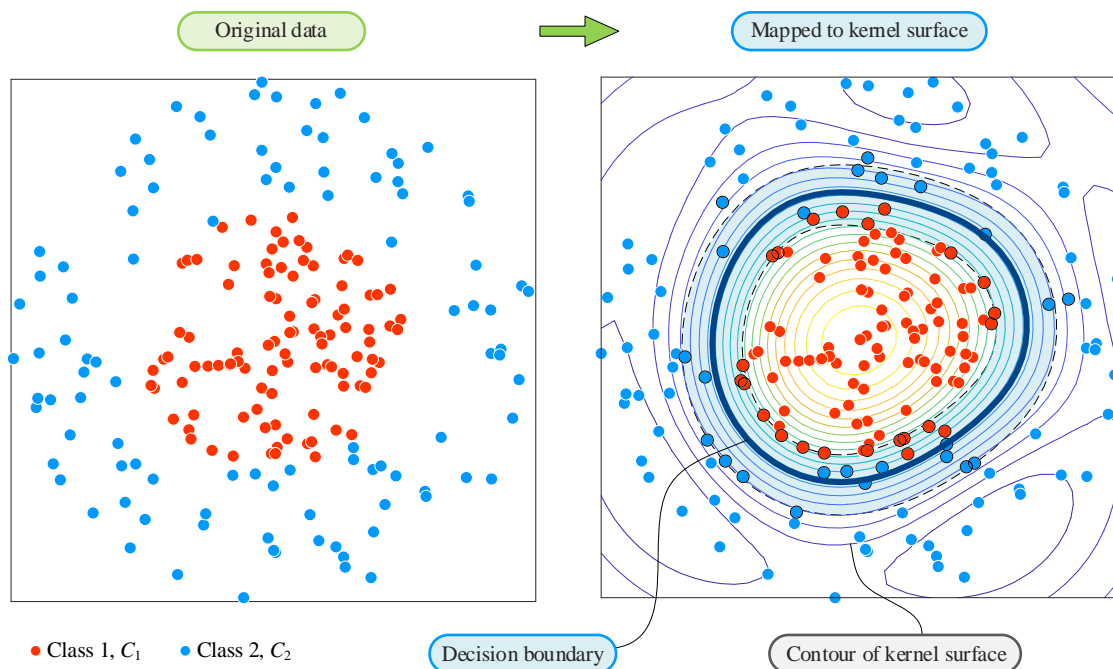 Original data
Mapped to kernel surface
Class 1, C1
Class 2, C2
Decision boundary
Contour of kernel surface